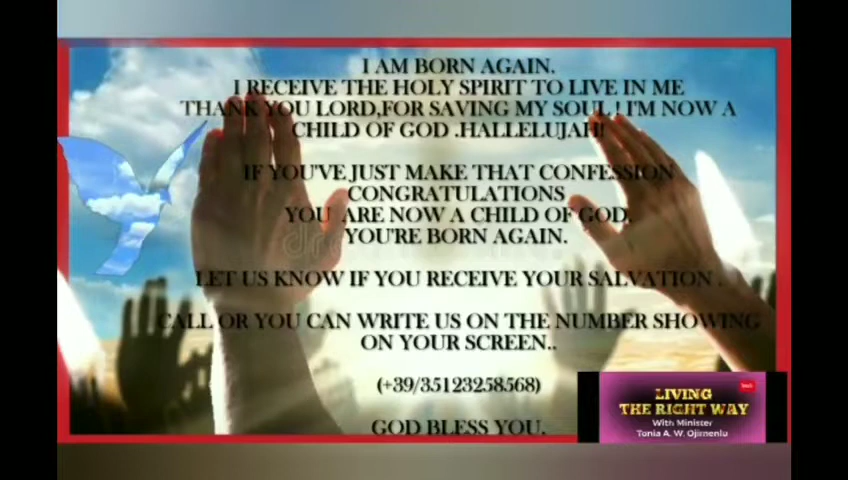 I AM BORN AGAIN.
I RECEIVE THE HOLY SPIRIT TO LIVE IN ME
THANK YOU LORD,FOR SAVING MY SOUL ! I'M NOW A
CHILD OF GOD .HALLELUJAH!
IF YOU'VE JUST MAKE THAT CONFESSION
CONGRATULATIONS
YOU ARE NOW A CHILD OF GOD.
YOU'RE BORN AGAIN.
LET US KNOW IF YOU RECEIVE YOUR SALVATION .
CALL OR YOU CAN WRITE US ON THE NUMBER SHOWING
ON YOUR SCREEN..
(+39/35123258568)
GOD BLESS YOU.
LIVING
THE RIGHT WAY
With Minister
Tonia A. W. Ojimenlu